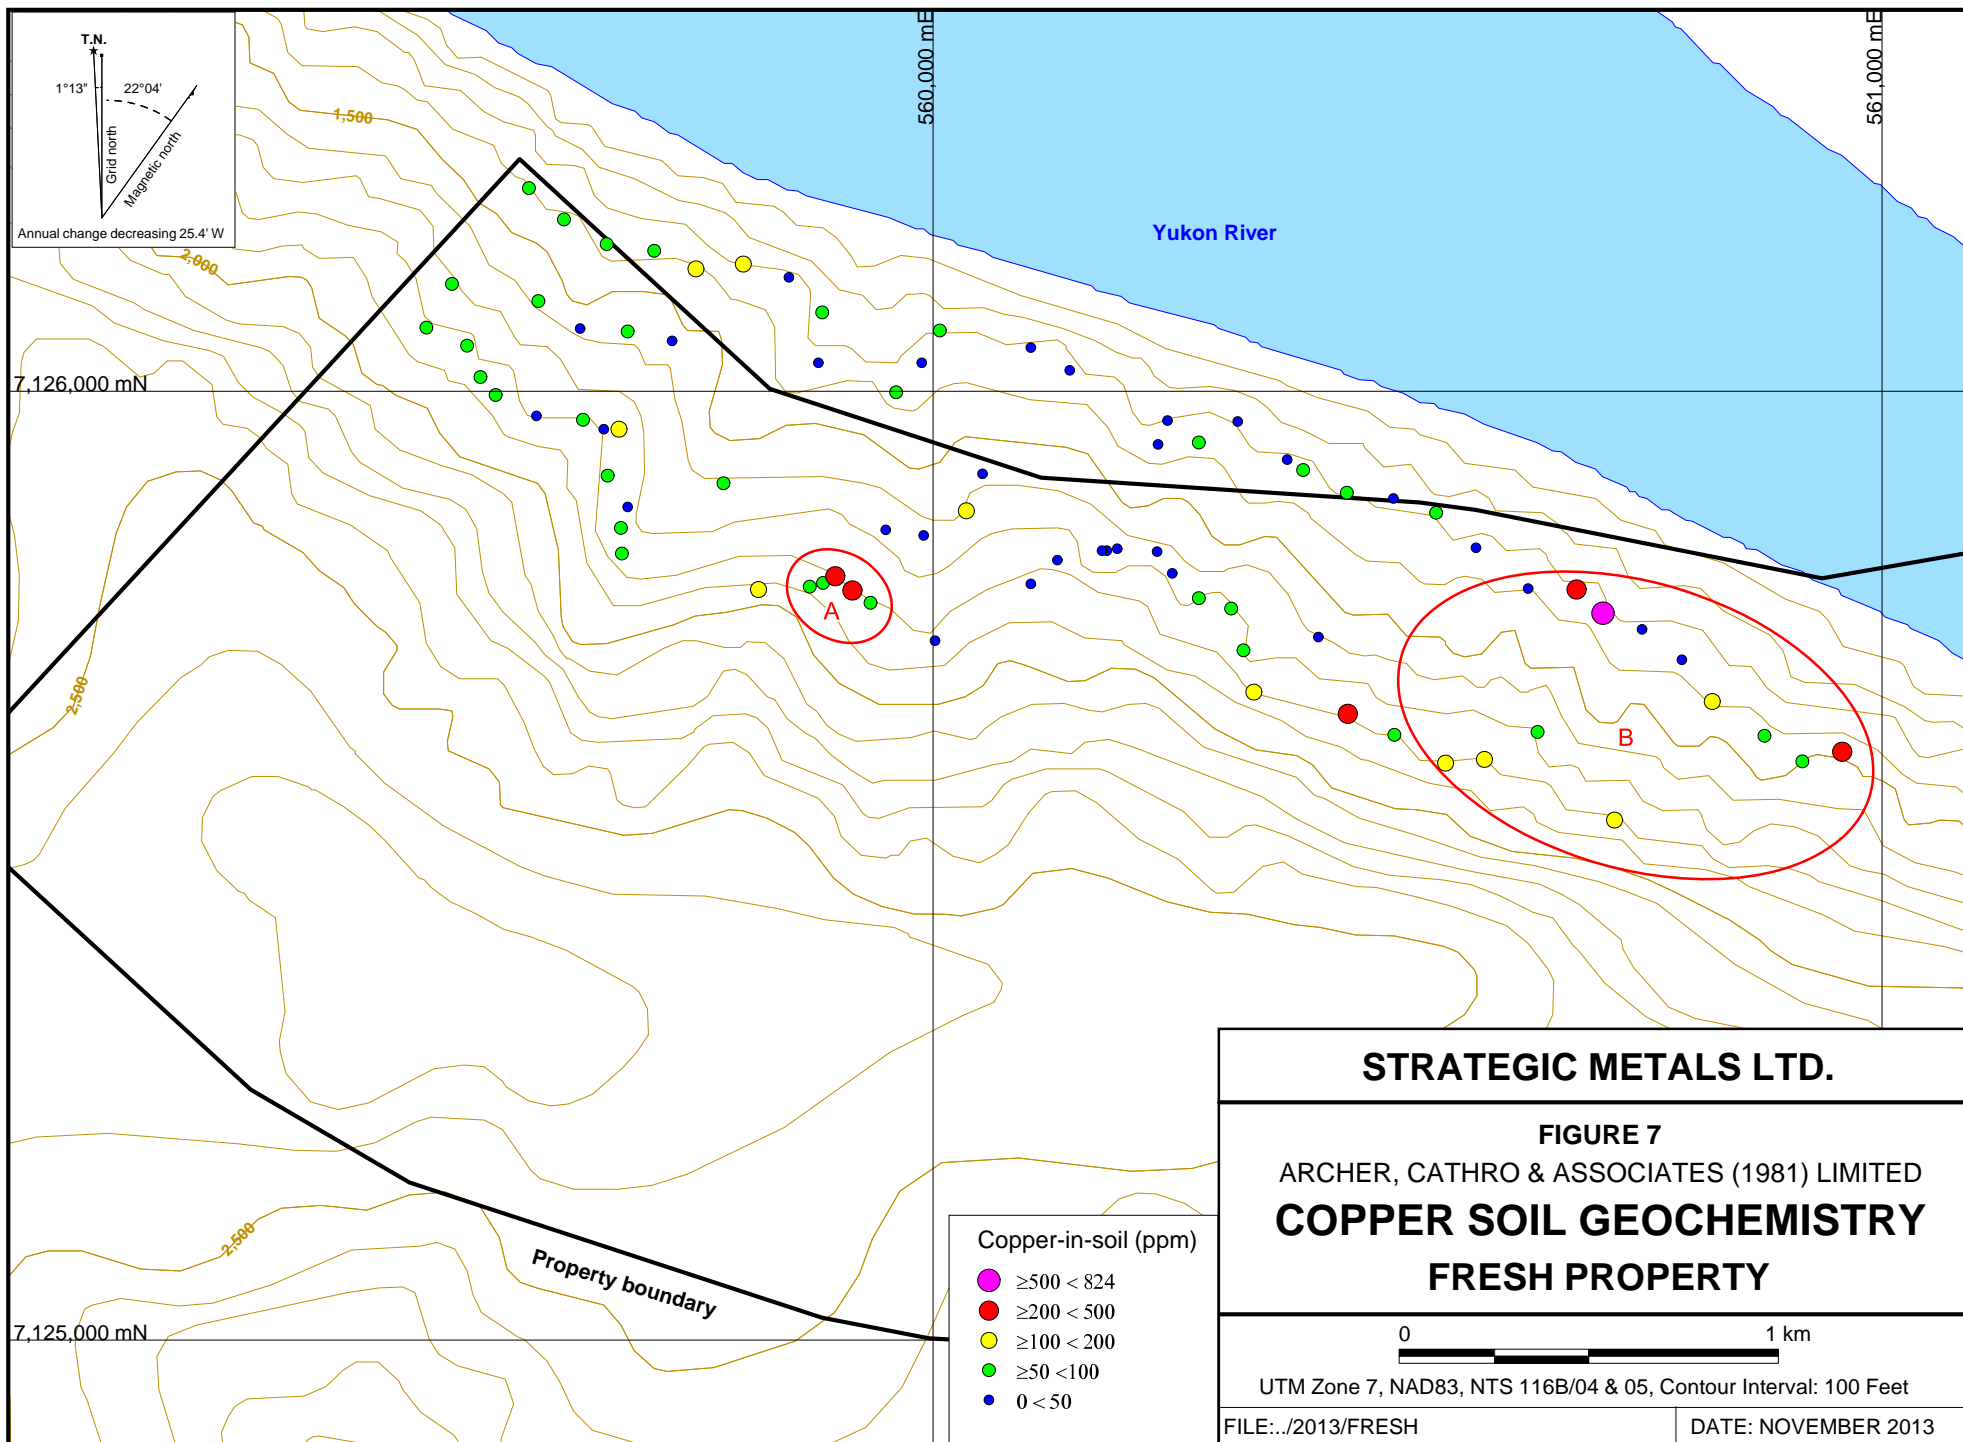 T.N.
1°13"
22°04'
Grid north
Magnetic north
Annual change decreasing 25.4' W
560,000 mE
561,000 mE
1,500
2,000
Yukon River
7,126,000 mN
A
2,500
B
2,500
Property boundary
7,125,000 mN
Copper-in-soil (ppm)
≥500 < 824
≥200 < 500
≥100 < 200
≥50 <100
0 < 50
STRATEGIC METALS LTD.
FIGURE 7
ARCHER, CATHRO & ASSOCIATES (1981) LIMITED
COPPER SOIL GEOCHEMISTRY
FRESH PROPERTY
0 1 km
UTM Zone 7, NAD83, NTS 116B/04 & 05, Contour Interval: 100 Feet
FILE:../2013/FRESH
DATE: NOVEMBER 2013